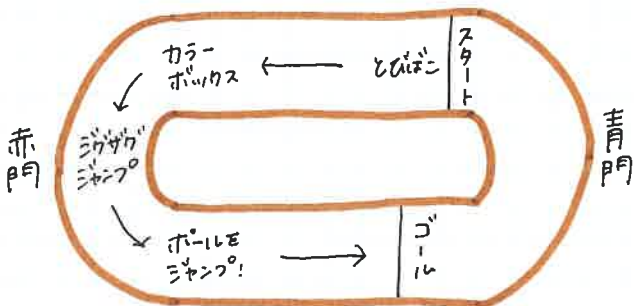 スタート
とびばこ
カラー
ボックス
ジグザグ
ジャンプ
ボールを
ジャンプ!
ゴール
赤門
青門